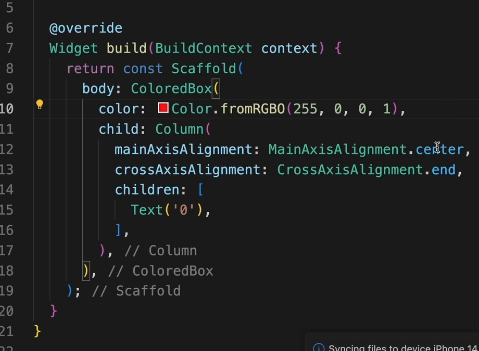 5
6 @override
7 Widget build(BuildContext context) {
8 return const Scaffold(
9 body: ColoredBox(
10 color: Color.fromRGBO(255, 0, 0, 1),
11 child: Column(
12 mainAxisAlignment: MainAxisAlignment.center,
13 crossAxisAlignment: CrossAxisAlignment.end,
14 children: [
15 Text('0'),
16 ],
17 ), // Column
18 ), // ColoredBox
19 ); // Scaffold
20 }
21 }
Syncing files to device iPhone 14